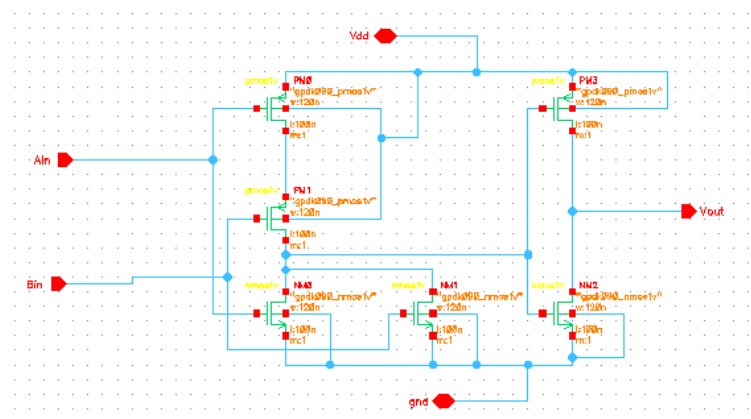 Vdd
pmos1v PM0
"gpdk090_pmos1v"
w:120n
l:100n
m:1
pmos1v PM3
"gpdk090_pmos1v"
w:120n
l:100n
m:1
AIn
pmos1v PM1
"gpdk090_pmos1v"
w:120n
l:100n
m:1
Vout
Bin
nmos1v NM0
"gpdk090_nmos1v"
w:120n
l:100n
m:1
nmos1v NM1
"gpdk090_nmos1v"
w:120n
l:100n
m:1
nmos1v NM2
"gpdk090_nmos1v"
w:120n
l:100n
m:1
gnd